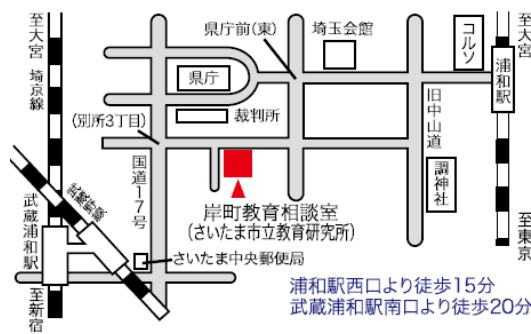 至大宮
埼京線
県庁前(東)
埼玉会館
コルソ
至大宮
浦和駅
県庁
裁判所
(別所3丁目)
旧中山道
国道17号
調神社
武蔵野線
武蔵浦和駅
岸町教育相談室
(さいたま市立教育研究所)
さいたま中央郵便局
至東京
至新宿
浦和駅西口より徒歩15分
武蔵浦和駅南口より徒歩20分